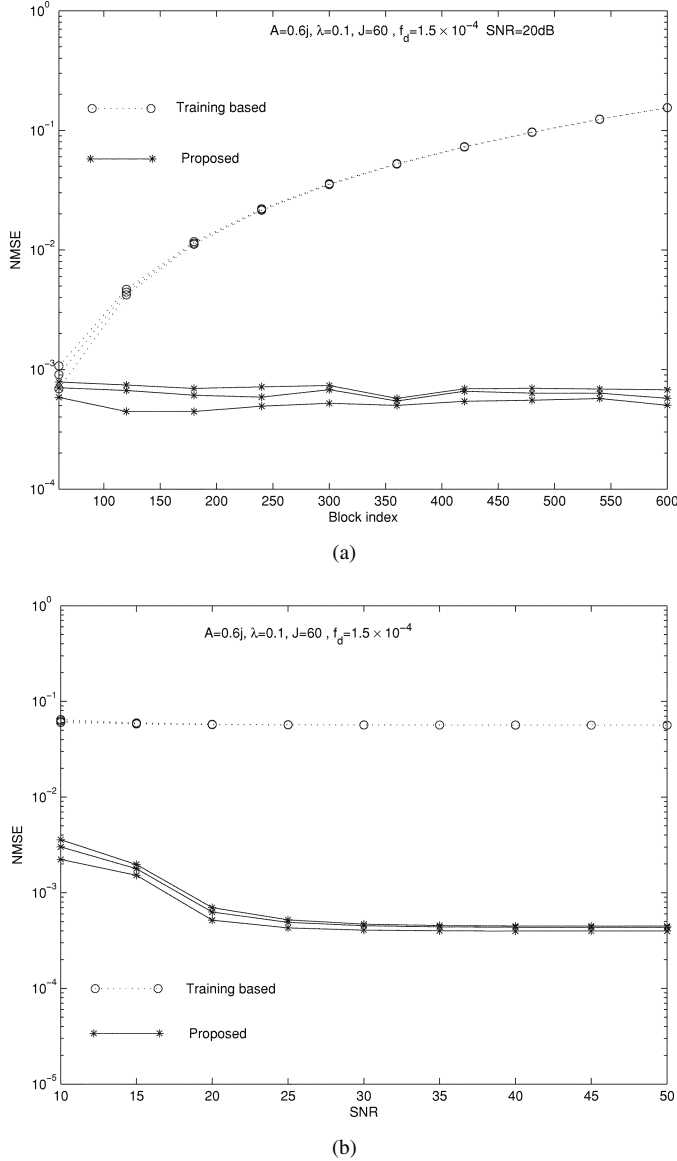 10^0
A=0.6j, λ=0.1, J=60 , f_d=1.5 × 10^-4 SNR=20dB
Training based
10^-1
Proposed
10^-2
NMSE
10^-3
10^-4
100 150 200 250 300 350 400 450 500 550 600
Block index
(a)
10^0
A=0.6j, λ=0.1, J=60 , f_d=1.5 × 10^-4
10^-1
10^-2
NMSE
10^-3
10^-4
Training based
Proposed
10^-5
10 15 20 25 30 35 40 45 50
SNR
(b)